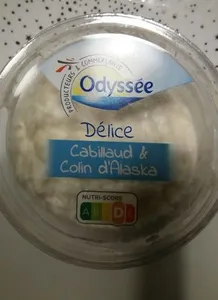 PRODUCTEURS COMMERÇANTS
Odyssée
Délice
Cabillaud &
Colin d'Alaska
NUTRI-SCORE
A D